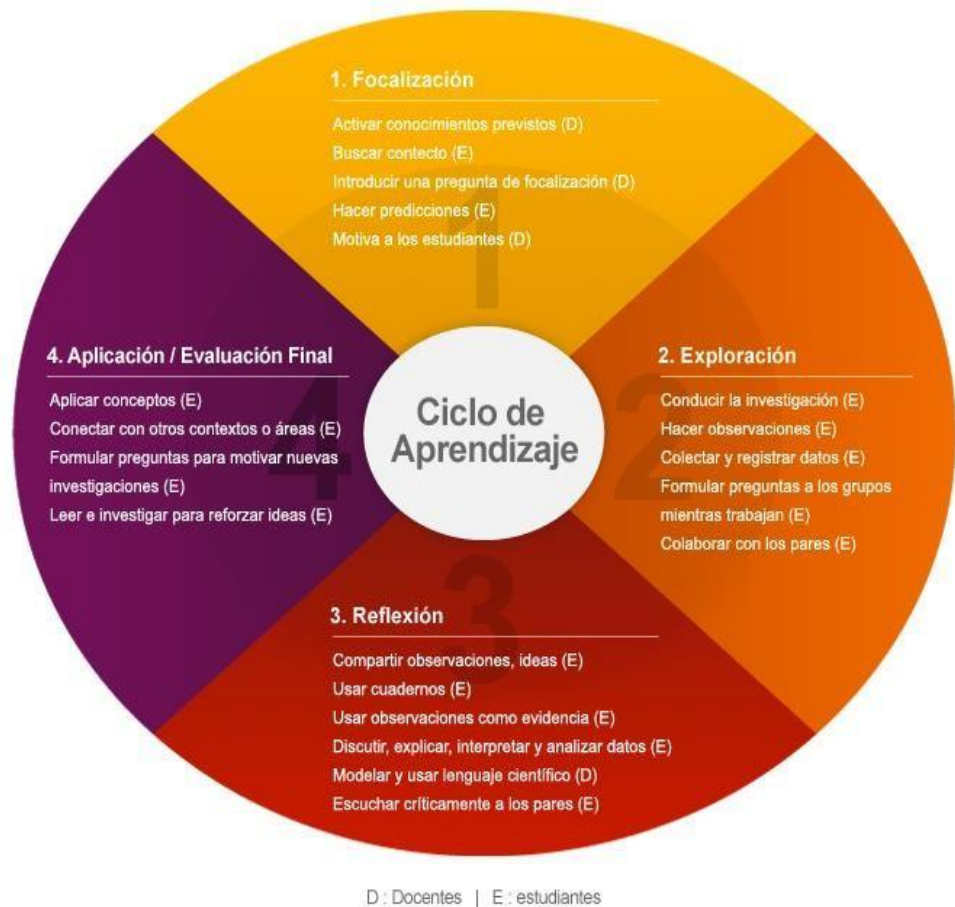 1. Focalización
Activar conocimientos previstos (D)
Buscar contecto (E)
Introducir una pregunta de focalización (D)
Hacer predicciones (E)
Motiva a los estudiantes (D)
1
4. Aplicación / Evaluación Final
Aplicar conceptos (E)
Conectar con otros contextos o áreas (E)
Formular preguntas para motivar nuevas
investigaciones (E)
Leer e investigar para reforzar ideas (E)
4
Ciclo de
Aprendizaje
2. Exploración
Conducir la investigación (E)
Hacer observaciones (E)
Colectar y registrar datos (E)
Formular preguntas a los grupos
mientras trabajan (E)
Colaborar con los pares (E)
2
3. Reflexión
Compartir observaciones, ideas (E)
Usar cuadernos (E)
Usar observaciones como evidencia (E)
Discutir, explicar, interpretar y analizar datos (E)
Modelar y usar lenguaje científico (D)
Escuchar críticamente a los pares (E)
3
D : Docentes | E : estudiantes